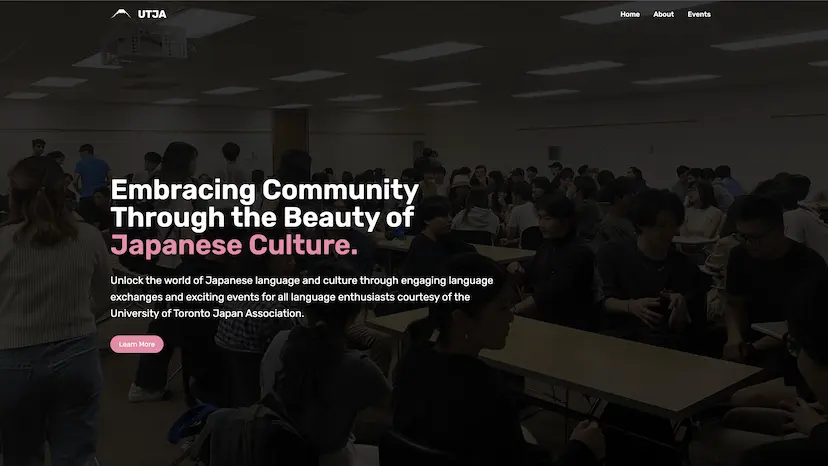 UTJA
Home About Events
Embracing Community
Through the Beauty of
Japanese Culture.
Unlock the world of Japanese language and culture through engaging language
exchanges and exciting events for all language enthusiasts courtesy of the
University of Toronto Japan Association.
Learn More